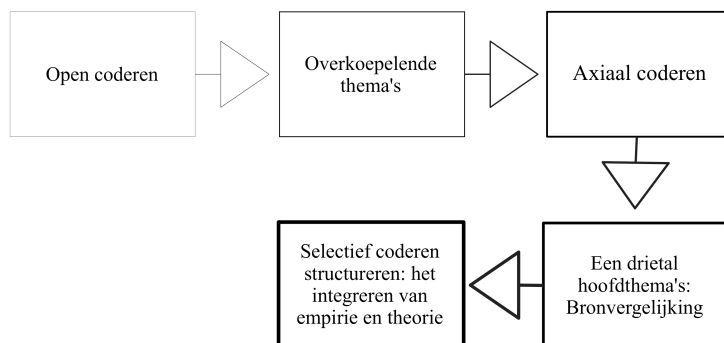 Open coderen
Overkoepelende
thema's
Axiaal coderen
Een drietal
hoofdthema's:
Bronvergelijking
Selectief coderen
structureren: het
integreren van
empirie en theorie